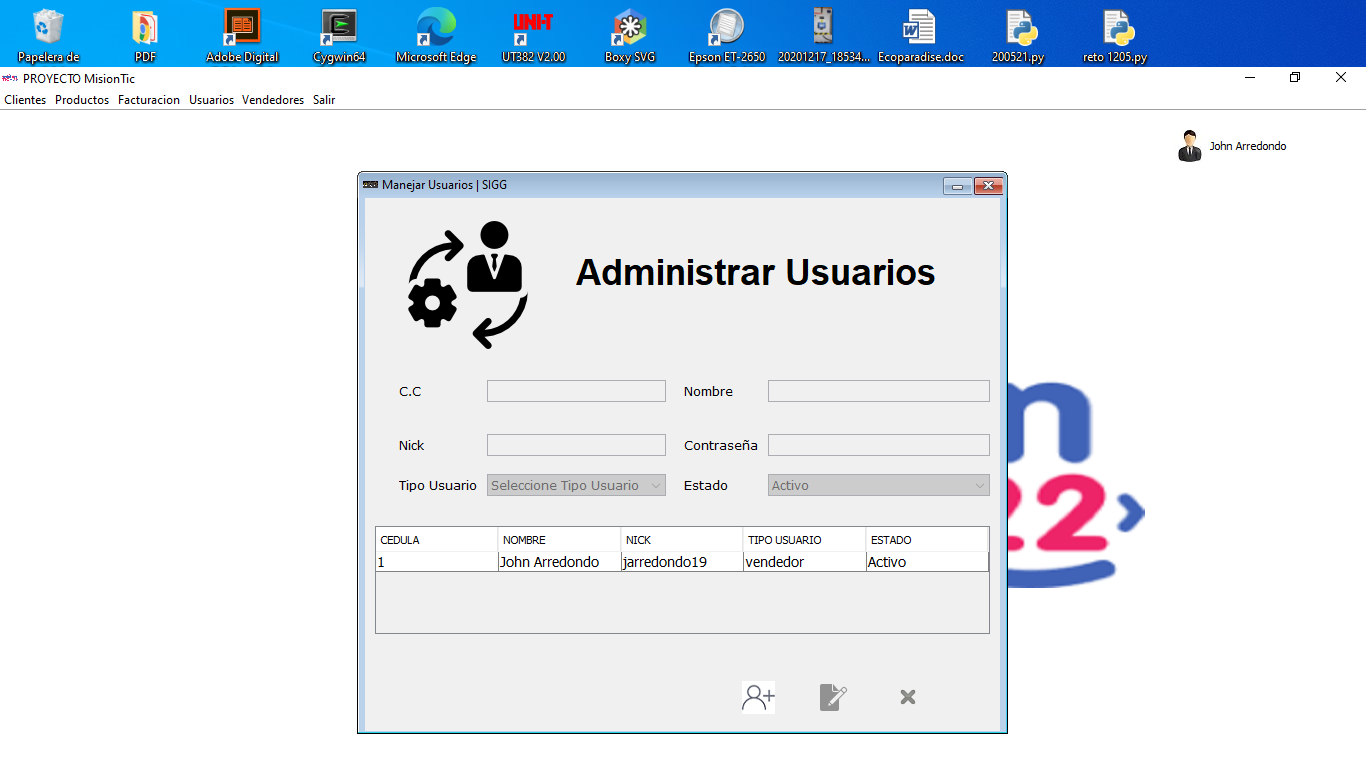 Papelera de
PDF
Adobe Digital
Cygwin64
Microsoft Edge
UNI-T
UT382 V2.00
Boxy SVG
Epson ET-2650
20201217_18534...
Ecoparadise.doc
200521.py
reto 1205.py
PROYECTO MisionTic
Clientes Productos Facturacion Usuarios Vendedores Salir
John Arredondo
Manejar Usuarios | SIGG
Administrar Usuarios
C.C
Nombre
Nick
Contraseña
Tipo Usuario Seleccione Tipo Usuario
Estado Activo
CEDULA NOMBRE NICK TIPO USUARIO ESTADO
1 John Arredondo jarredondo19 vendedor Activo
22